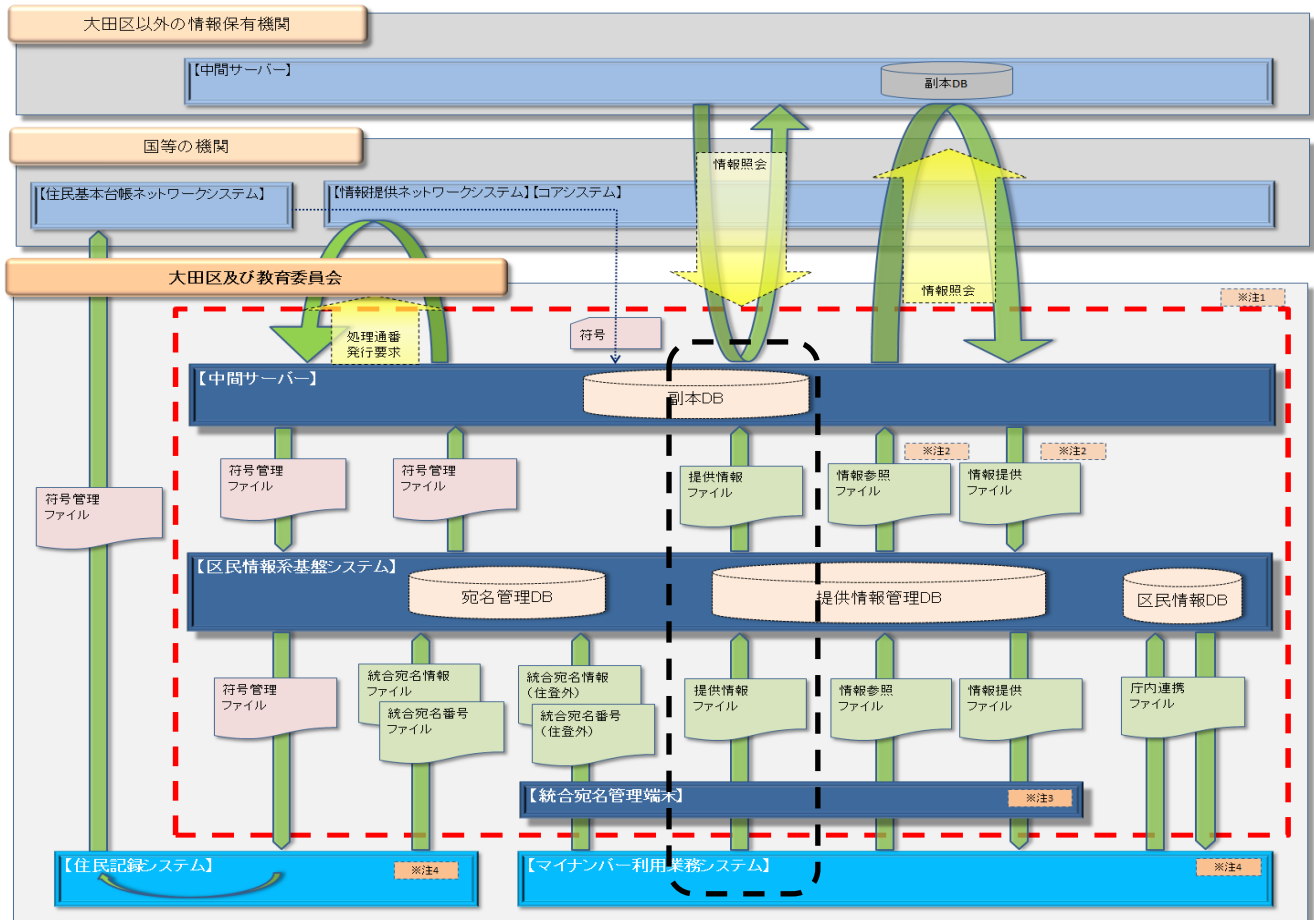 大田区以外の情報保有機関
【中間サーバー】
副本DB
国等の機関
情報照会
【住民基本台帳ネットワークシステム】
【情報提供ネットワークシステム】【コアシステム】
大田区及び教育委員会
情報照会
※注1
処理通番
発行要求
符号
【中間サーバー】
副本DB
※注2
※注2
符号管理
ファイル
符号管理
ファイル
符号管理
ファイル
提供情報
ファイル
情報参照
ファイル
情報提供
ファイル
【区民情報系基盤システム】
宛名管理DB
提供情報管理DB
区民情報DB
符号管理
ファイル
統合宛名情報
ファイル
統合宛名番号
ファイル
統合宛名情報
(住登外)
統合宛名番号
(住登外)
提供情報
ファイル
情報参照
ファイル
情報提供
ファイル
庁内連携
ファイル
【統合宛名管理端末】
※注3
【住民記録システム】
※注4
【マイナンバー利用業務システム】
※注4